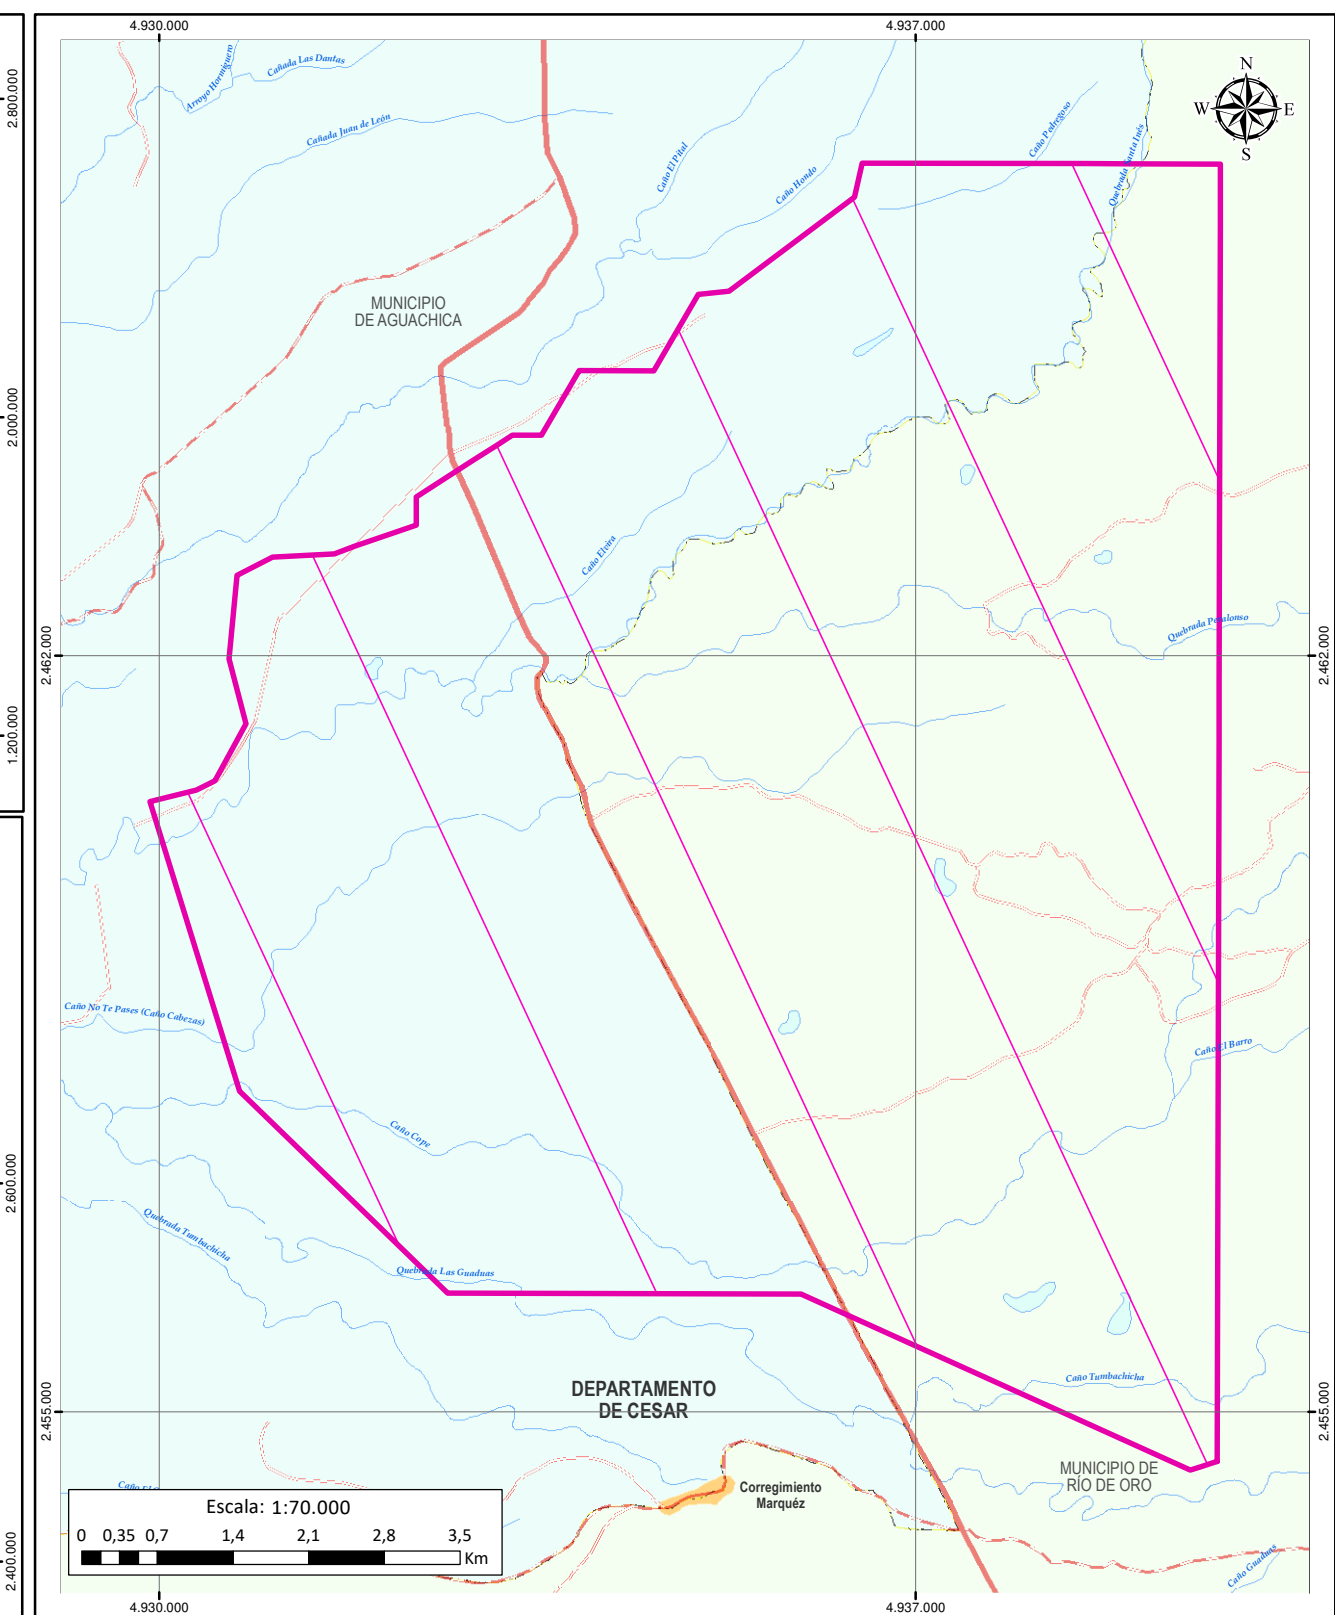 4.930.000
4.937.000
2.800.000
2.000.000
1.200.000
2.600.000
2.400.000
2.462.000
2.462.000
2.455.000
2.455.000
N
W E
S
Arroyo Hormiguero
Cañada Las Dantas
Cañada Juan de León
Caño El Pital
Caño Hondo
Caño Pedregoso
Quebrada Santa Inés
MUNICIPIO
DE AGUACHICA
Caño Elvira
Quebrada Peralonso
Caño No Te Pases (Caño Cabezas)
Caño El Barro
Caño Cope
Quebrada Tumbachicha
Quebrada Las Guaduas
Caño Tumbachicha
DEPARTAMENTO
DE CESAR
MUNICIPIO DE
RÍO DE ORO
Corregimiento
Marquéz
Caño Guaduas
Escala: 1:70.000
0 0,35 0,7 1,4 2,1 2,8 3,5
Km
4.930.000
4.937.000